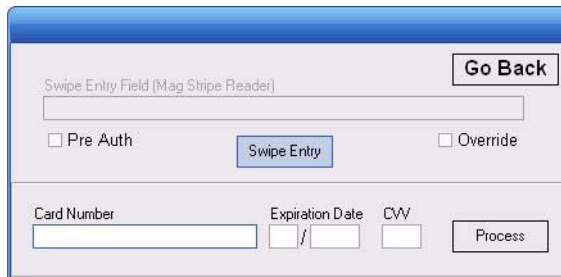 Go Back
Swipe Entry Field (Mag Stripe Reader)
Pre Auth
Swipe Entry
Override
Card Number
Expiration Date
CVV
/
Process